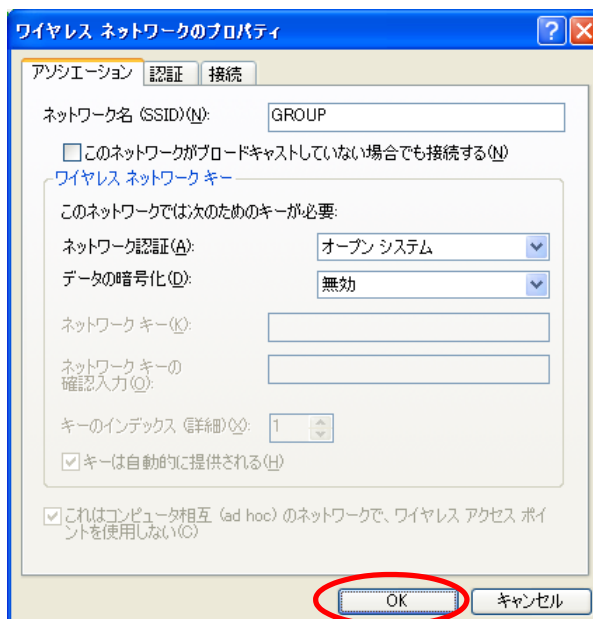 ワイヤレス ネットワークのプロパティ
アソシエーション 認証 接続
ネットワーク名 (SSID)(N): GROUP
このネットワークがブロードキャストしていない場合でも接続する(N)
ワイヤレス ネットワーク キー
このネットワークでは次のためのキーが必要:
ネットワーク認証(A): オープン システム
データの暗号化(D): 無効
ネットワーク キー(K):
ネットワーク キーの
確認入力(O):
キーのインデックス (詳細)(X): 1
キーは自動的に提供される(H)
これはコンピュータ相互 (ad hoc) のネットワークで、ワイヤレス アクセス ポイ
ントを使用しない(C)
OK キャンセル